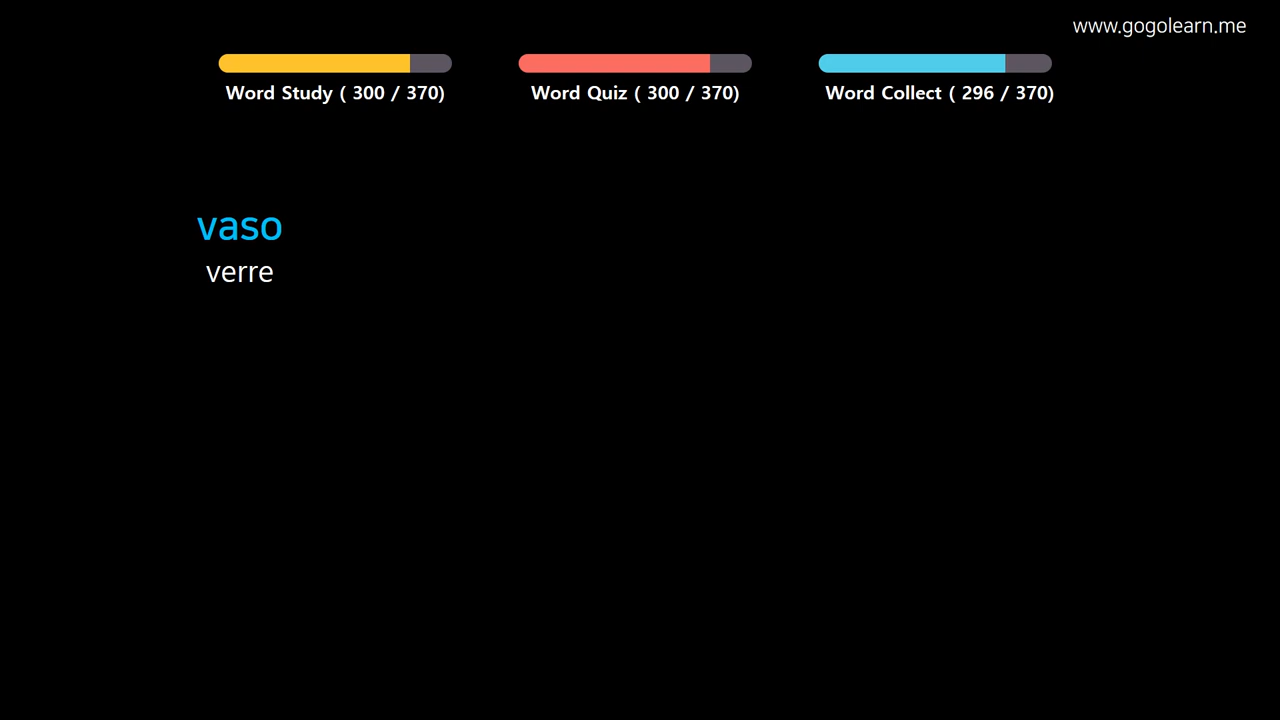 www.gogolearn.me
Word Study ( 300 / 370)
Word Quiz ( 300 / 370)
Word Collect ( 296 / 370)
vaso
verre